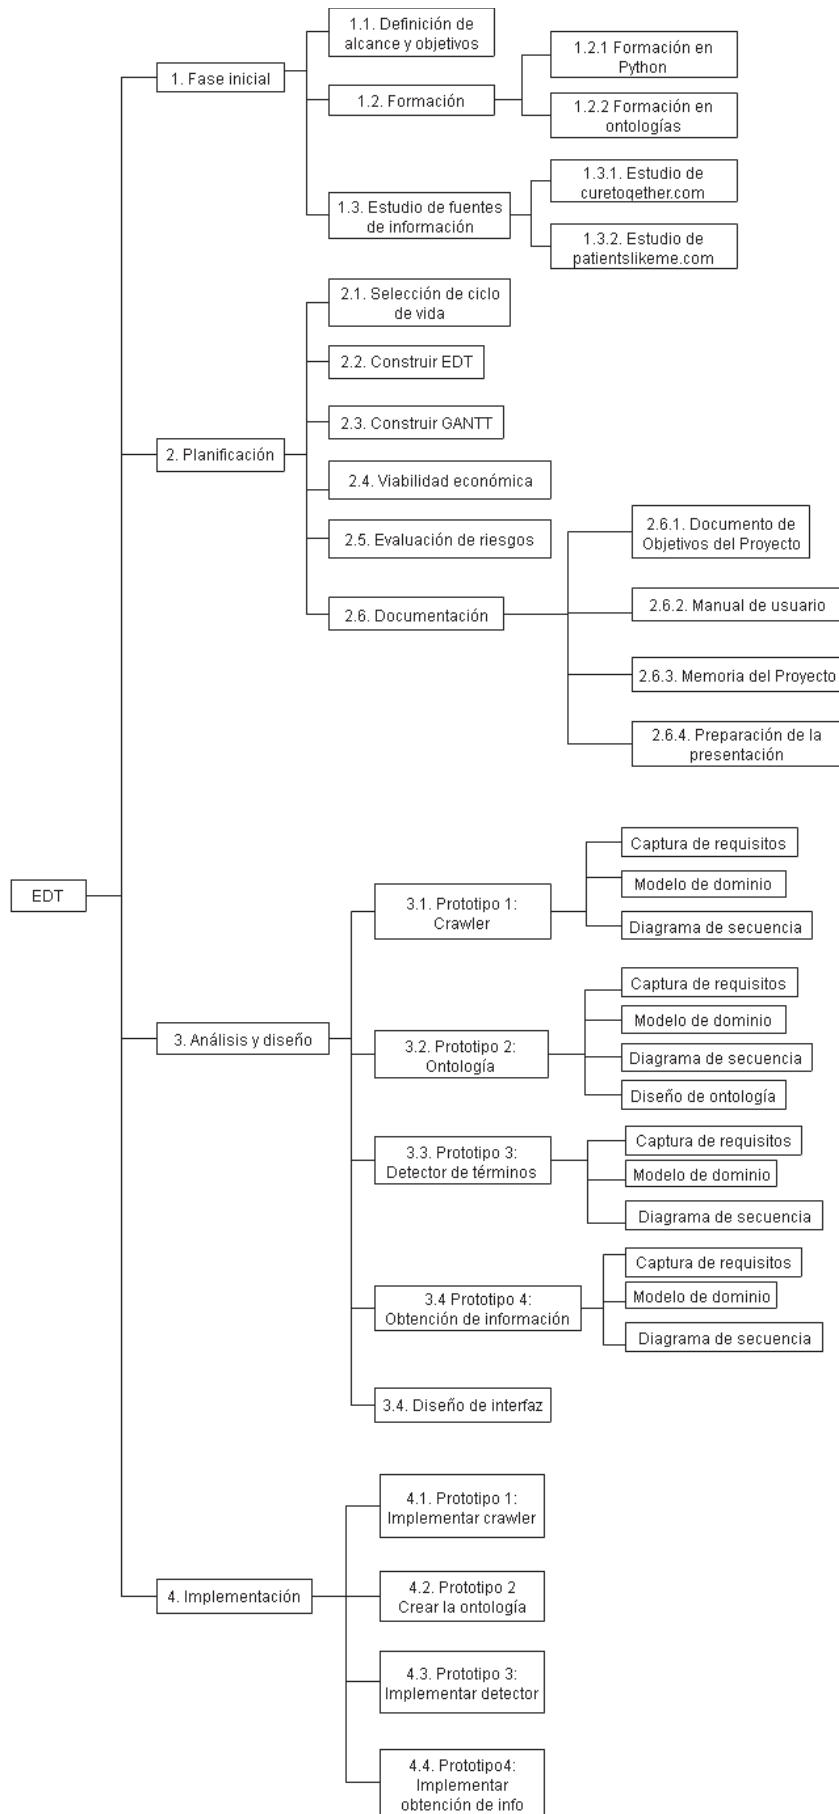 1.1. Definición de
alcance y objetivos
1. Fase inicial
1.2. Formación
1.2.1 Formación en
Python
1.2.2 Formación en
ontologías
1.3. Estudio de fuentes
de información
1.3.1. Estudio de
curetogether.com
1.3.2. Estudio de
patientslikeme.com
2. Planificación
2.1. Selección de ciclo
de vida
2.2. Construir EDT
2.3. Construir GANTT
2.4. Viabilidad económica
2.5. Evaluación de riesgos
2.6. Documentación
2.6.1. Documento de
Objetivos del Proyecto
2.6.2. Manual de usuario
2.6.3. Memoria del Proyecto
2.6.4. Preparación de la
presentación
EDT
3. Análisis y diseño
3.1. Prototipo 1:
Crawler
Captura de requisitos
Modelo de dominio
Diagrama de secuencia
3.2. Prototipo 2:
Ontología
Captura de requisitos
Modelo de dominio
Diagrama de secuencia
Diseño de ontología
3.3. Prototipo 3:
Detector de términos
Captura de requisitos
Modelo de dominio
Diagrama de secuencia
3.4 Prototipo 4:
Obtención de información
Captura de requisitos
Modelo de dominio
Diagrama de secuencia
3.4. Diseño de interfaz
4. Implementación
4.1. Prototipo 1:
Implementar crawler
4.2. Prototipo 2
Crear la ontología
4.3. Prototipo 3:
Implementar detector
4.4. Prototipo4:
Implementar
obtención de info